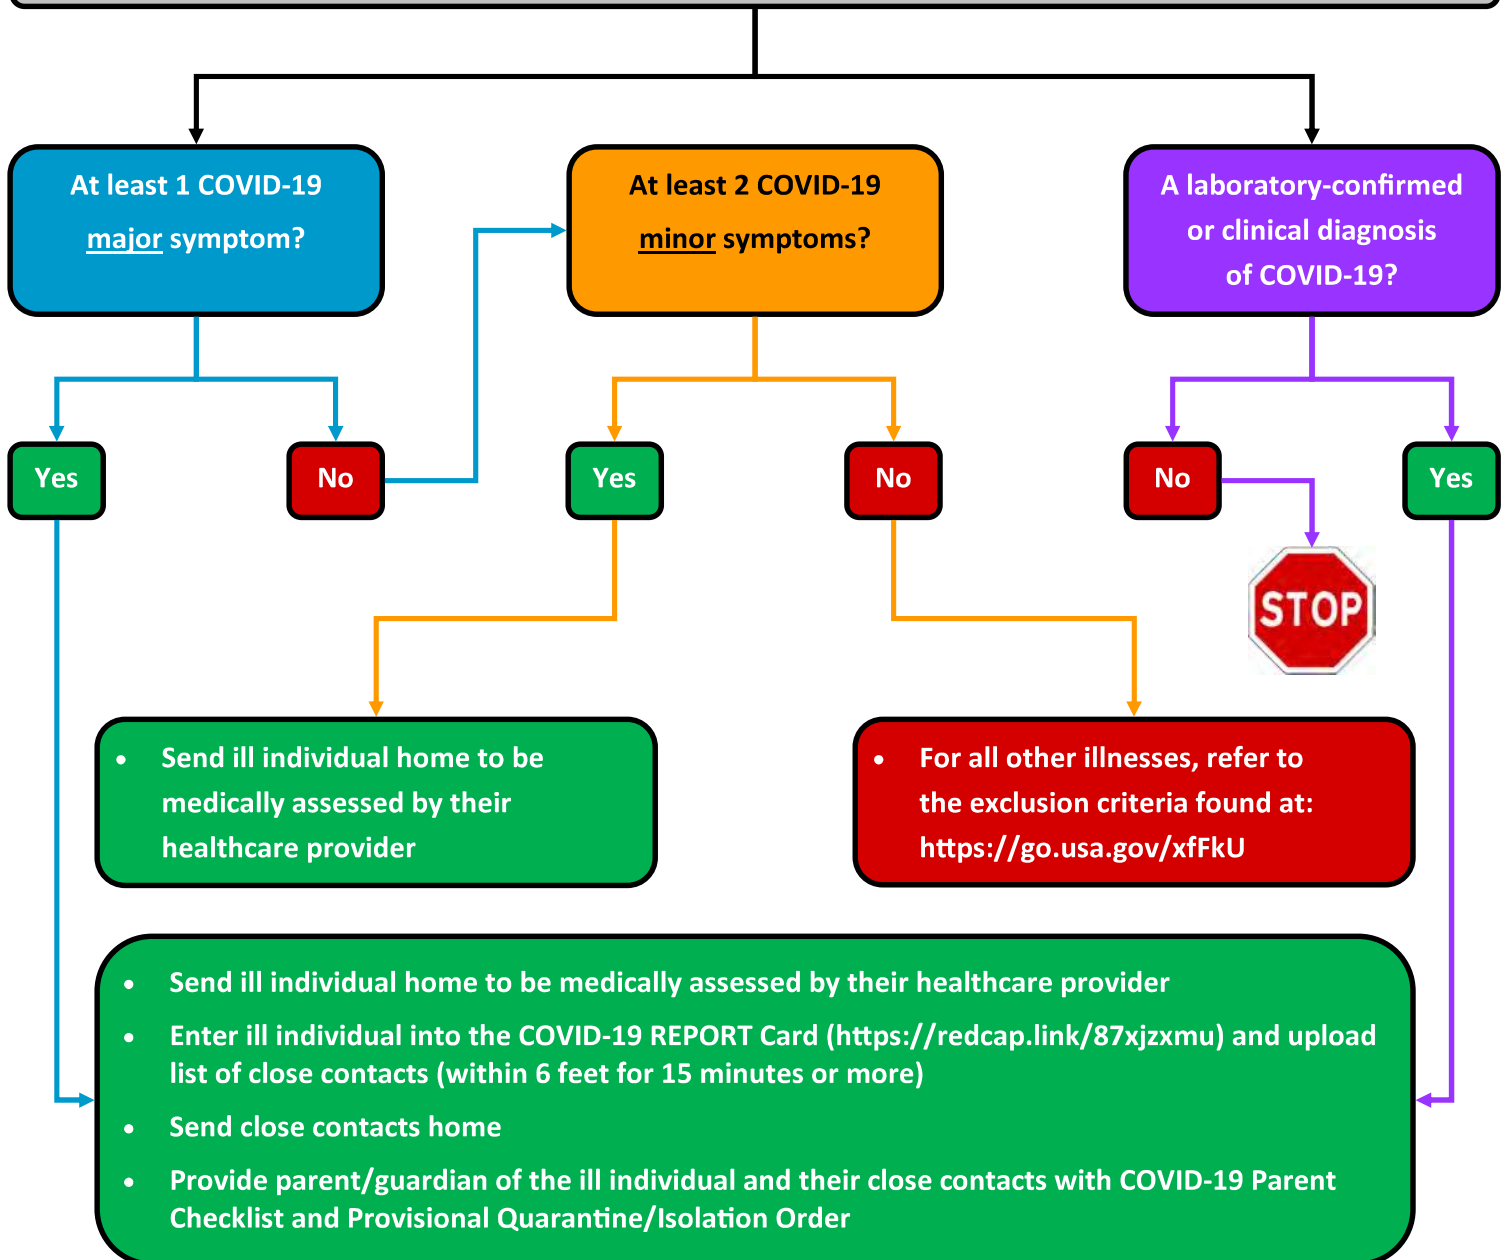 At least 1 COVID-19
major symptom?
At least 2 COVID-19
minor symptoms?
A laboratory-confirmed
or clinical diagnosis
of COVID-19?
Yes
No
Yes
No
No
Yes
STOP
• Send ill individual home to be
medically assessed by their
healthcare provider
• For all other illnesses, refer to
the exclusion criteria found at:
https://go.usa.gov/xfFkU
• Send ill individual home to be medically assessed by their healthcare provider
• Enter ill individual into the COVID-19 REPORT Card (https://redcap.link/87xjzxmu) and upload
list of close contacts (within 6 feet for 15 minutes or more)
• Send close contacts home
• Provide parent/guardian of the ill individual and their close contacts with COVID-19 Parent
Checklist and Provisional Quarantine/Isolation Order